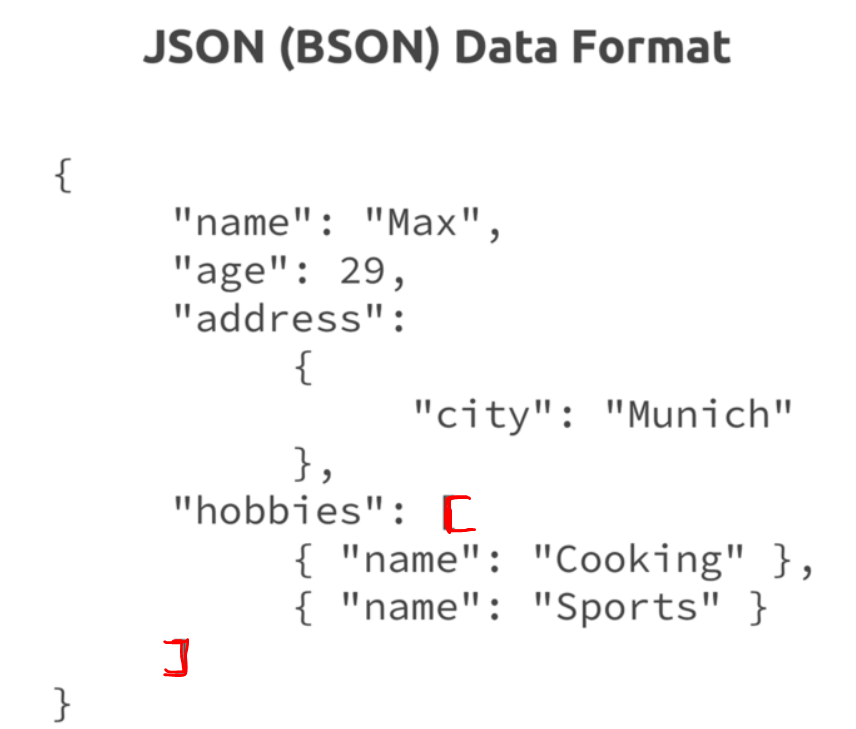 JSON (BSON) Data Format
{
"name": "Max",
"age": 29,
"address":
{
"city": "Munich"
},
"hobbies": [
{ "name": "Cooking" },
{ "name": "Sports" }
]
}